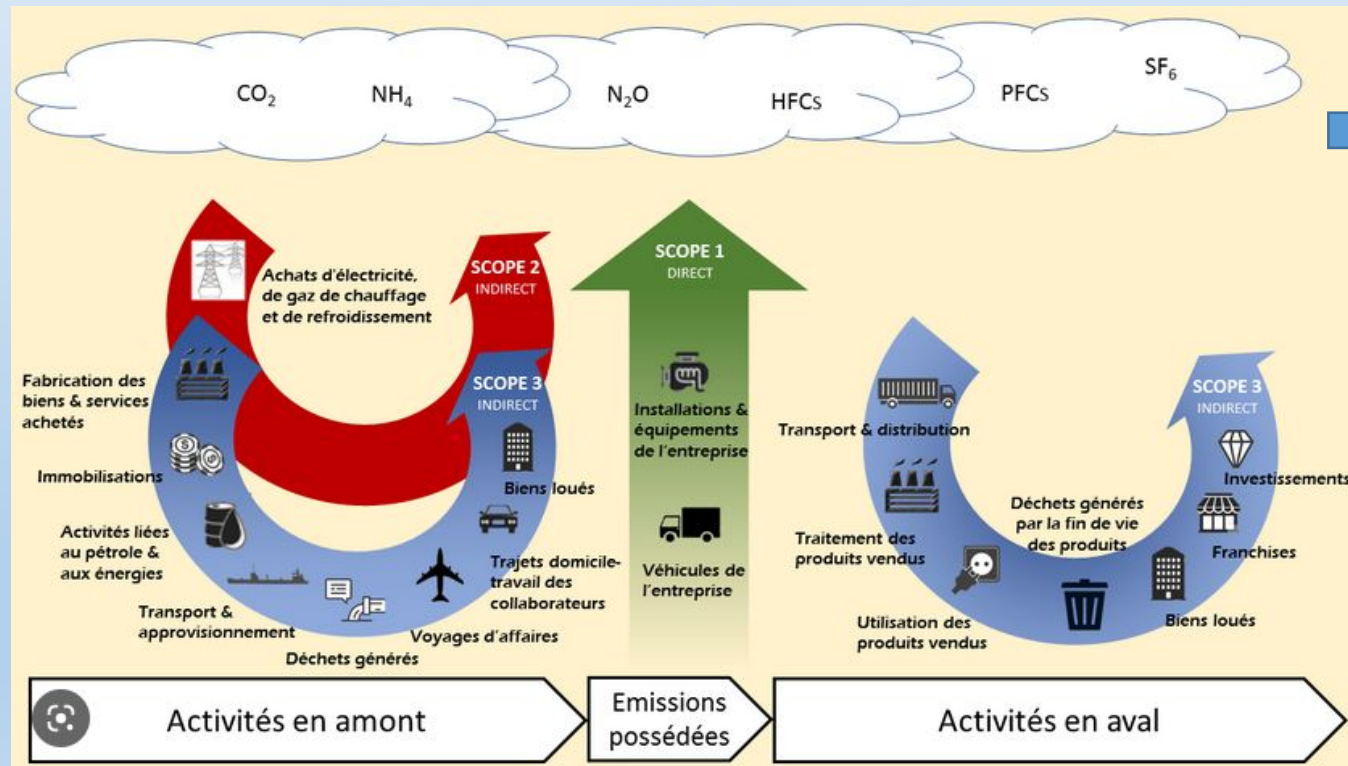 CO₂ NH₄ N₂O HFCs PFCs SF₆
Achats d'électricité,
de gaz de chauffage
et de refroidissement
SCOPE 2
INDIRECT
Fabrication des
biens & services
achetés
Immobilisations
Activités liées
au pétrole &
aux énergies
Transport &
approvisionnement
Déchets générés
Voyages d'affaires
Trajets domicile-
travail des
collaborateurs
Biens loués
SCOPE 3
INDIRECT
SCOPE 1
DIRECT
Installations &
équipements
de l'entreprise
Véhicules de
l'entreprise
Transport & distribution
Traitement des
produits vendus
Utilisation des
produits vendus
Déchets générés
par la fin de vie
des produits
Biens loués
Franchises
Investissements
SCOPE 3
INDIRECT
Activités en amont
Emissions
possédées
Activités en aval